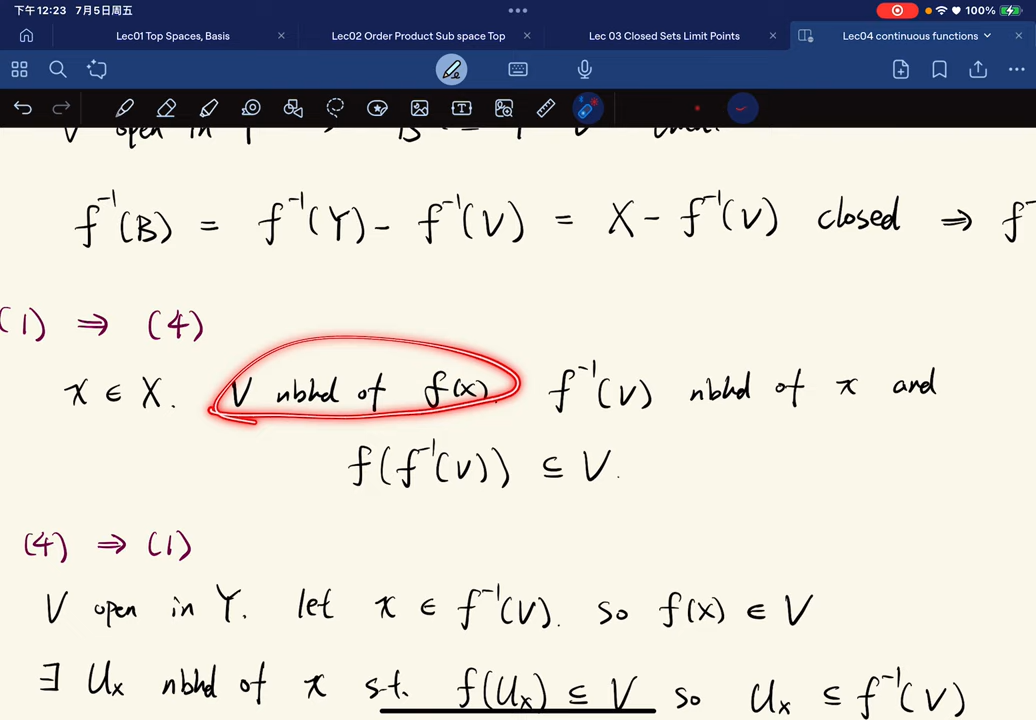 下午12:23 7月5日周五
100%
Lec01 Top Spaces, Basis
Lec02 Order Product Sub space Top
Lec 03 Closed Sets Limit Points
Lec04 continuous functions
V open in Y
f⁻¹(B) = f⁻¹(Y) - f⁻¹(V) = X - f⁻¹(V) closed ⇒ f⁻
(1) ⇒ (4)
x ∈ X. V nbhd of f(x). f⁻¹(V) nbhd of x and
f(f⁻¹(V)) ⊆ V.
(4) ⇒ (1)
V open in Y. let x ∈ f⁻¹(V). so f(x) ∈ V
∃ Uₓ nbhd of x s.t. f(Uₓ) ⊆ V so Uₓ ⊆ f⁻¹(V)